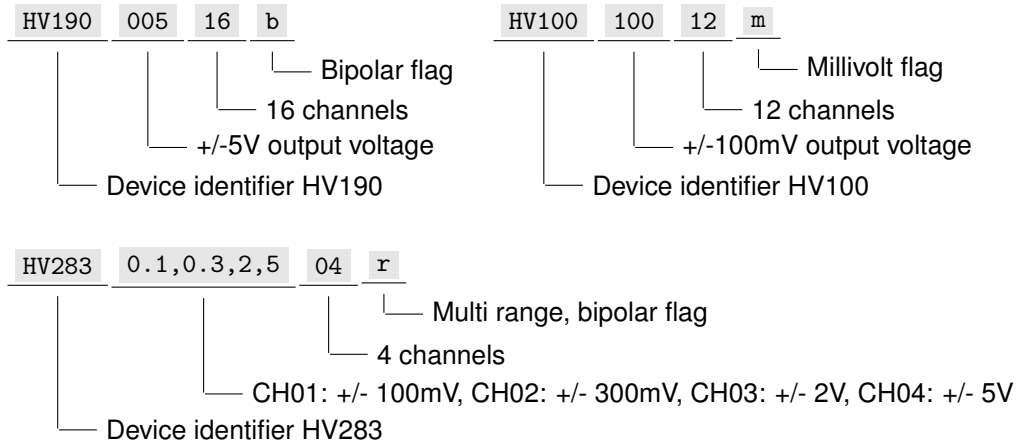 HV190 005 16 b
Bipolar flag
16 channels
+/-5V output voltage
Device identifier HV190
HV100 100 12 m
Millivolt flag
12 channels
+/-100mV output voltage
Device identifier HV100
HV283 0.1,0.3,2,5 04 r
Multi range, bipolar flag
4 channels
CH01: +/- 100mV, CH02: +/- 300mV, CH03: +/- 2V, CH04: +/- 5V
Device identifier HV283